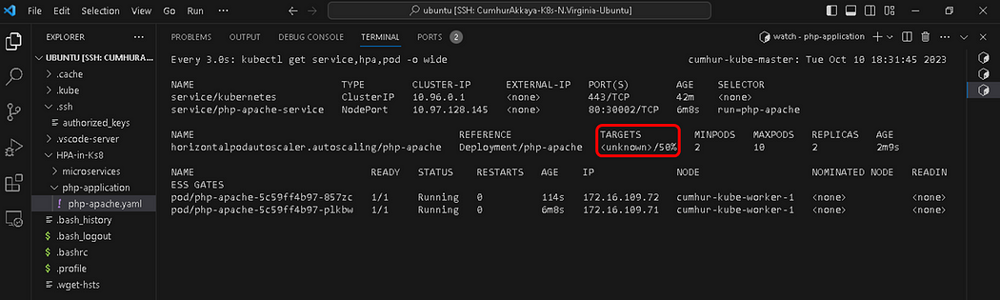 File Edit Selection View Go Run ··· ubuntu [SSH: CumhurAkkaya-K8s-N.Virginia-Ubuntu]
EXPLORER ···
UBUNTU [SSH: CUMHURA...
.cache
.kube
.ssh
authorized_keys
.vscode-server
HPA-in-Ks8
microservices
php-application
! php-apache.yaml
.bash_history
$ .bash_logout
$ .bashrc
$ .profile
.wget-hsts
PROBLEMS OUTPUT DEBUG CONSOLE TERMINAL PORTS 2 watch - php-application
Every 3.0s: kubectl get service,hpa,pod -o wide cumhur-kube-master: Tue Oct 10 18:31:45 2023
NAME TYPE CLUSTER-IP EXTERNAL-IP PORT(S) AGE SELECTOR
service/kubernetes ClusterIP 10.96.0.1 <none> 443/TCP 42m <none>
service/php-apache-service NodePort 10.97.128.145 <none> 80:30002/TCP 6m8s run=php-apache
NAME REFERENCE TARGETS MINPODS MAXPODS REPLICAS AGE
horizontalpodautoscaler.autoscaling/php-apache Deployment/php-apache <unknown>/50% 2 10 2 2m9s
NAME READY STATUS RESTARTS AGE IP NODE NOMINATED NODE READIN
ESS GATES
pod/php-apache-5c59ff4b97-857zc 1/1 Running 0 114s 172.16.109.72 cumhur-kube-worker-1 <none> <none>
pod/php-apache-5c59ff4b97-plkbw 1/1 Running 0 6m8s 172.16.109.71 cumhur-kube-worker-1 <none> <none>